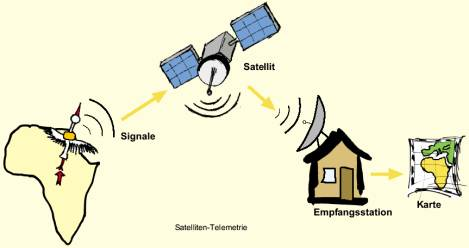 Satellit
Signale
Empfangsstation
Karte
Satelliten-Telemetrie